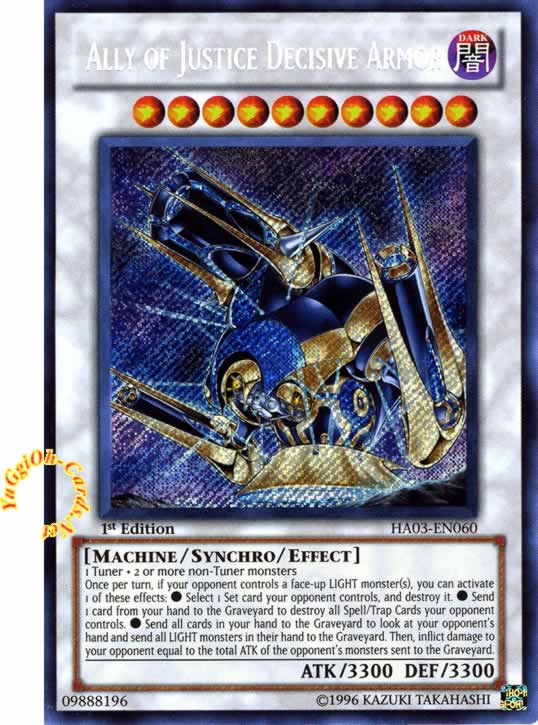 ALLY OF JUSTICE DECISIVE ARMOR
DARK
闇
1st Edition
HA03-EN060
[MACHINE/SYNCHRO/EFFECT]
1 Tuner + 2 or more non-Tuner monsters
Once per turn, if your opponent controls a face-up LIGHT monster(s), you can activate
1 of these effects: ● Select 1 Set card your opponent controls, and destroy it. ● Send
1 card from your hand to the Graveyard to destroy all Spell/Trap Cards your opponent
controls. ● Send all cards in your hand to the Graveyard to look at your opponent's
hand and send all LIGHT monsters in their hand to the Graveyard. Then, inflict damage to
your opponent equal to the total ATK of the opponent's monsters sent to the Graveyard.
ATK/3300 DEF/3300
09888196
©1996 KAZUKI TAKAHASHI
YuGgiOh-Cards.Net